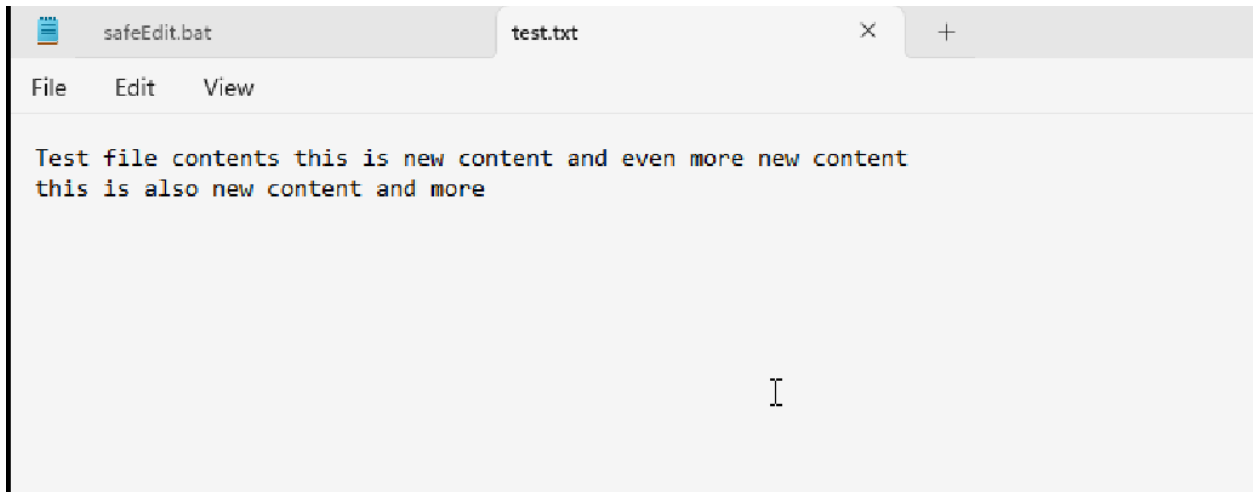 safeEdit.bat test.txt
File Edit View
Test file contents this is new content and even more new content
this is also new content and more